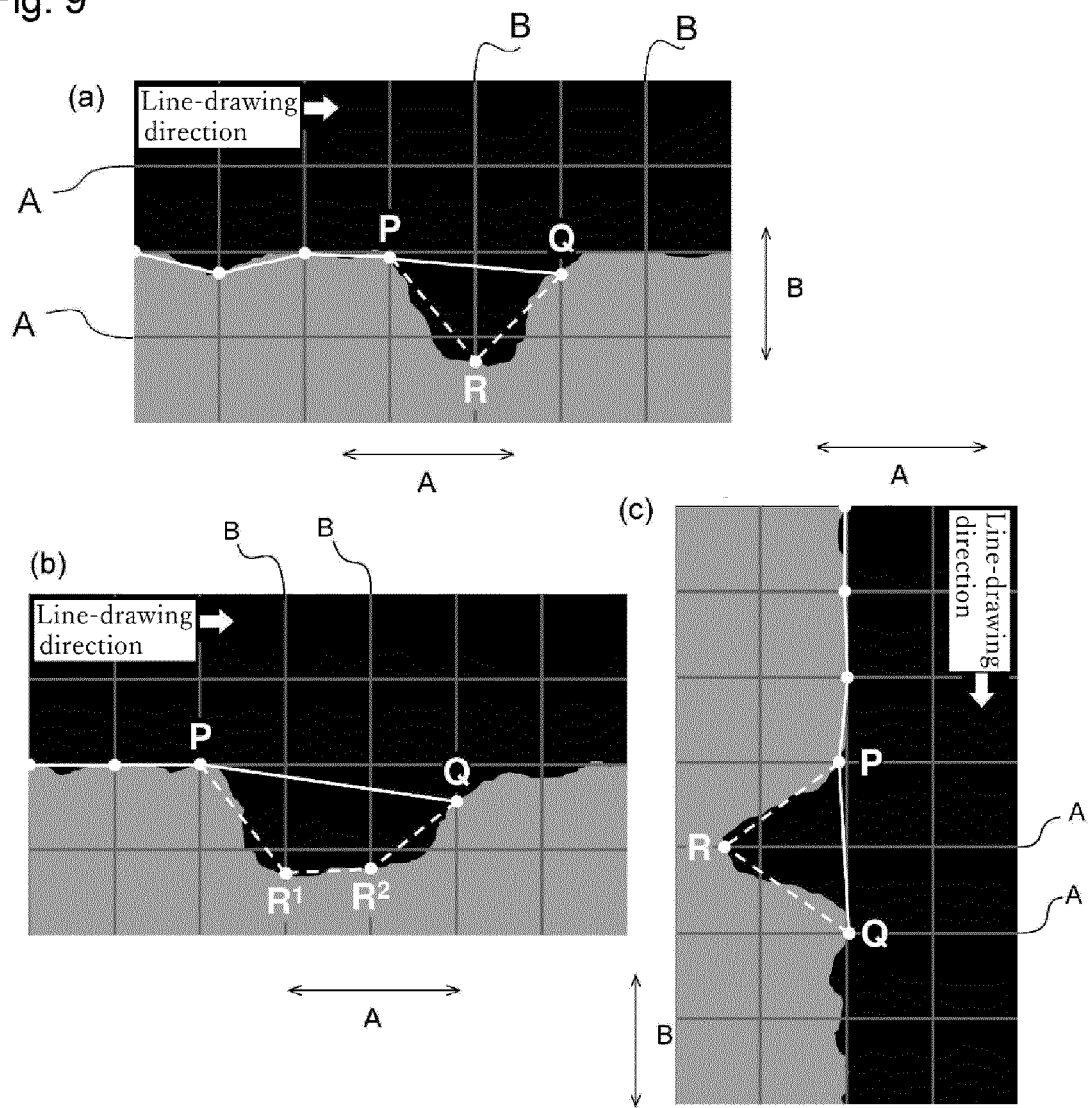 Fig. 9
B
B
(a)
Line-drawing
direction
A
P
Q
B
A
R
A
A
(c)
B
B
(b)
Line-drawing
direction
Line-drawing
direction
P
Q
P
R
A
R¹
R²
A
Q
A
B